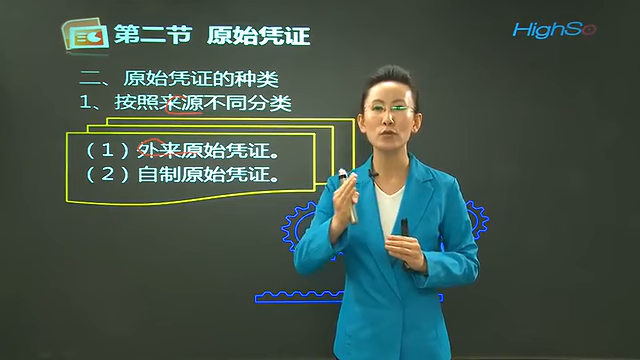 第二节 原始凭证
HighSo
二、原始凭证的种类
1、按照来源不同分类
（1）外来原始凭证。
（2）自制原始凭证。